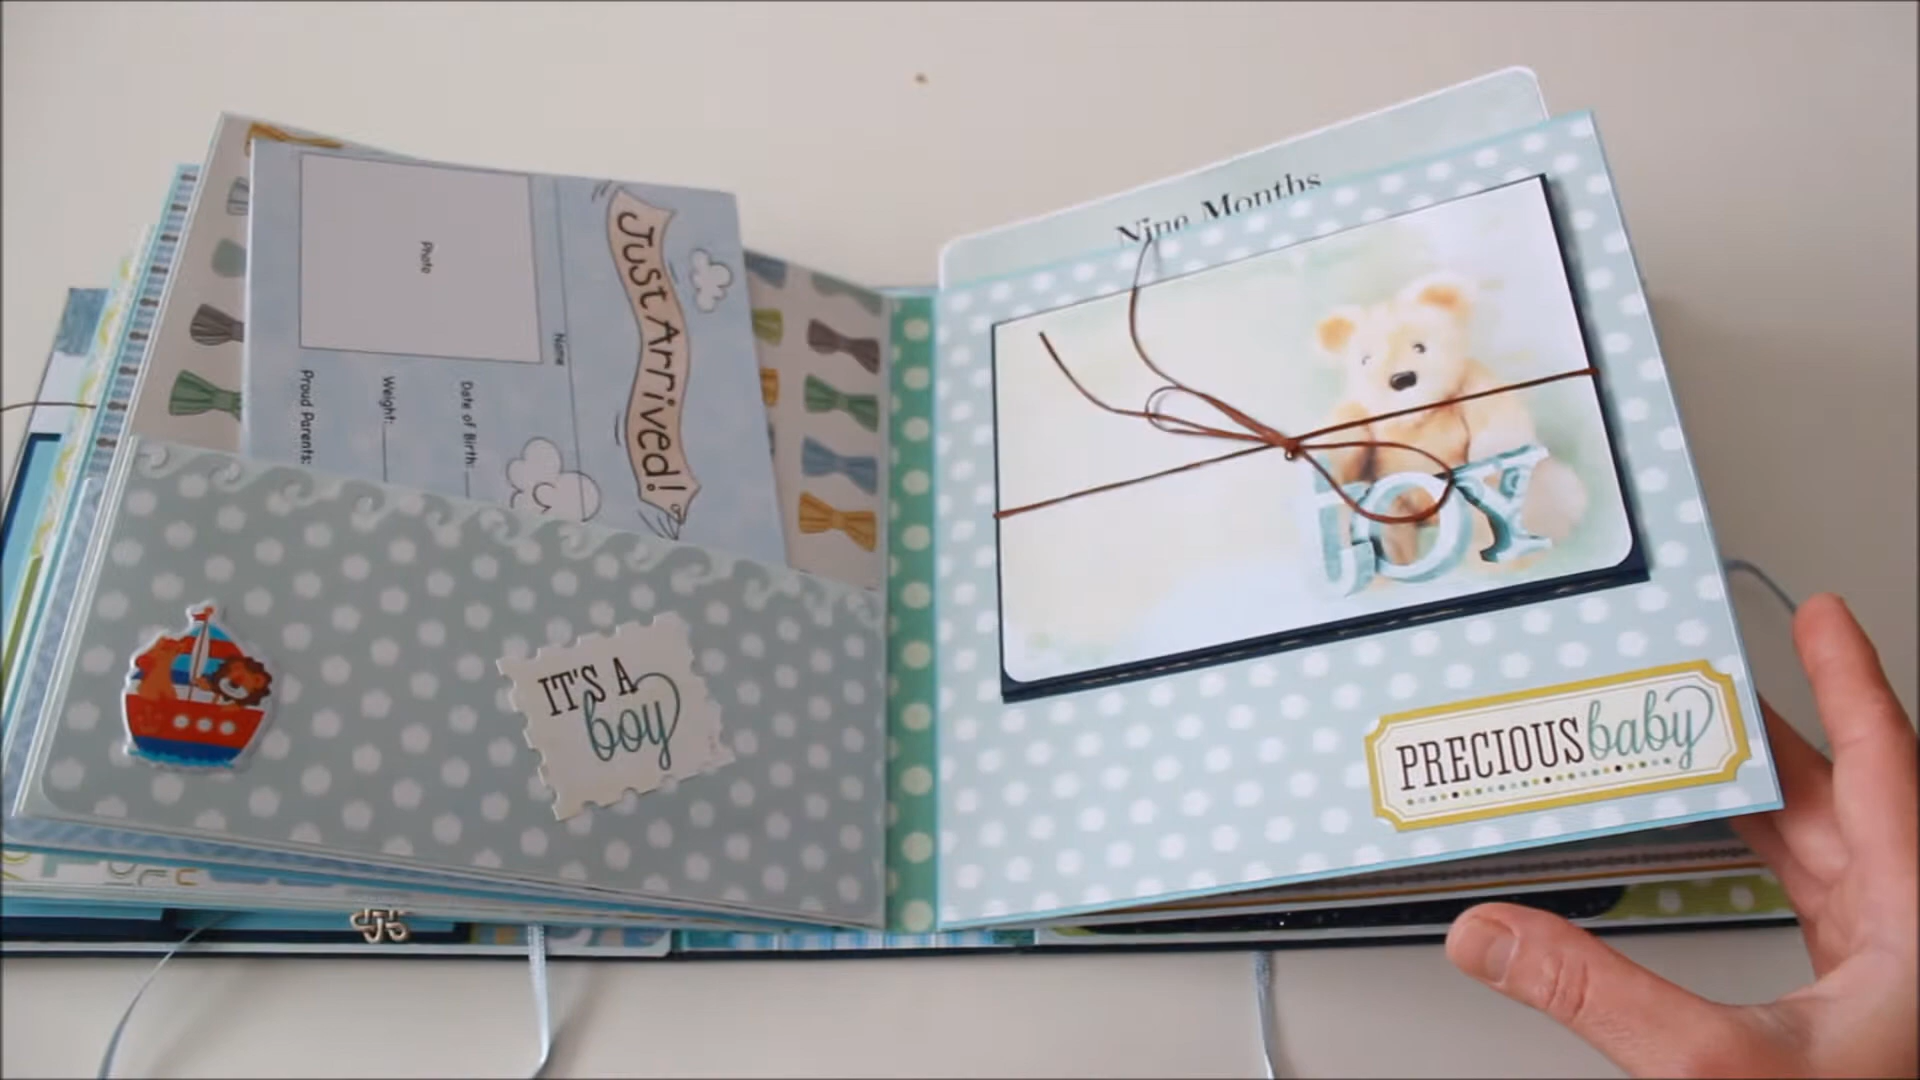 Just Arrived!
Photo
Name
Date of Birth:
Weight:
Proud Parents:
IT'S A
boy
Nine Months
BOY
PRECIOUS baby